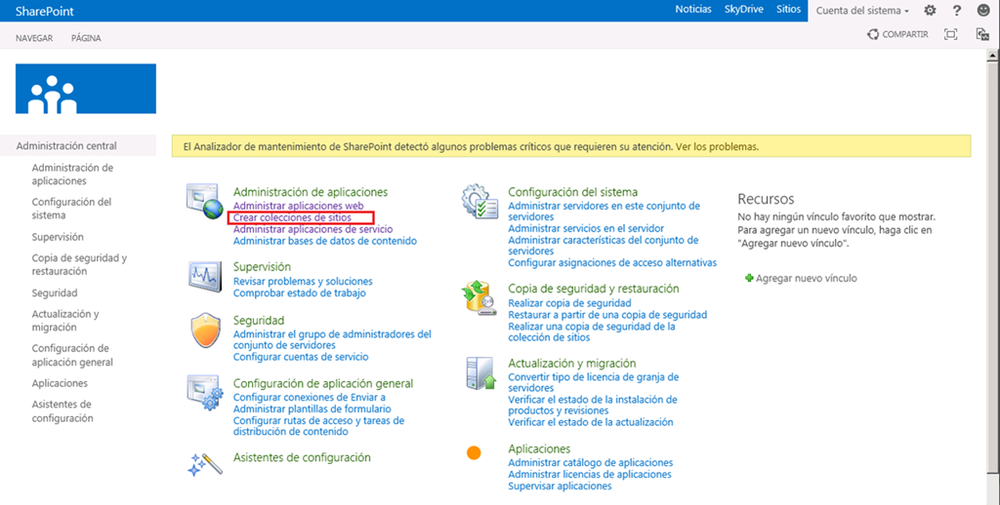 SharePoint
Noticias
SkyDrive
Sitios
Cuenta del sistema
?
NAVEGAR
PÁGINA
COMPARTIR
El Analizador de mantenimiento de SharePoint detectó algunos problemas críticos que requieren su atención. Ver los problemas.
Administración central
Administración de
aplicaciones
Configuración del
sistema
Supervisión
Copia de seguridad y
restauración
Seguridad
Actualización y
migración
Configuración de
aplicación general
Aplicaciones
Asistentes de
configuración
Administración de aplicaciones
Administrar aplicaciones web
Crear colecciones de sitios
Administrar aplicaciones de servicio
Administrar bases de datos de contenido
Supervisión
Revisar problemas y soluciones
Comprobar estado de trabajo
Seguridad
Administrar el grupo de administradores del
conjunto de servidores
Configurar cuentas de servicio
Configuración de aplicación general
Configurar conexiones de Enviar a
Administrar plantillas de formulario
Configurar rutas de acceso y tareas de
distribución de contenido
Asistentes de configuración
Configuración del sistema
Administrar servidores en este conjunto de
servidores
Administrar servicios en el servidor
Administrar características del conjunto de
servidores
Configurar asignaciones de acceso alternativas
Copia de seguridad y restauración
Realizar copia de seguridad
Restaurar a partir de una copia de seguridad
Realizar una copia de seguridad de la
colección de sitios
Actualización y migración
Convertir tipo de licencia de granja de
servidores
Verificar el estado de la instalación de
productos y revisiones
Verificar el estado de la actualización
Aplicaciones
Administrar catálogo de aplicaciones
Administrar licencias de aplicaciones
Supervisar aplicaciones
Recursos
No hay ningún vínculo favorito que mostrar.
Para agregar un nuevo vínculo, haga clic en
"Agregar nuevo vínculo".
Agregar nuevo vínculo